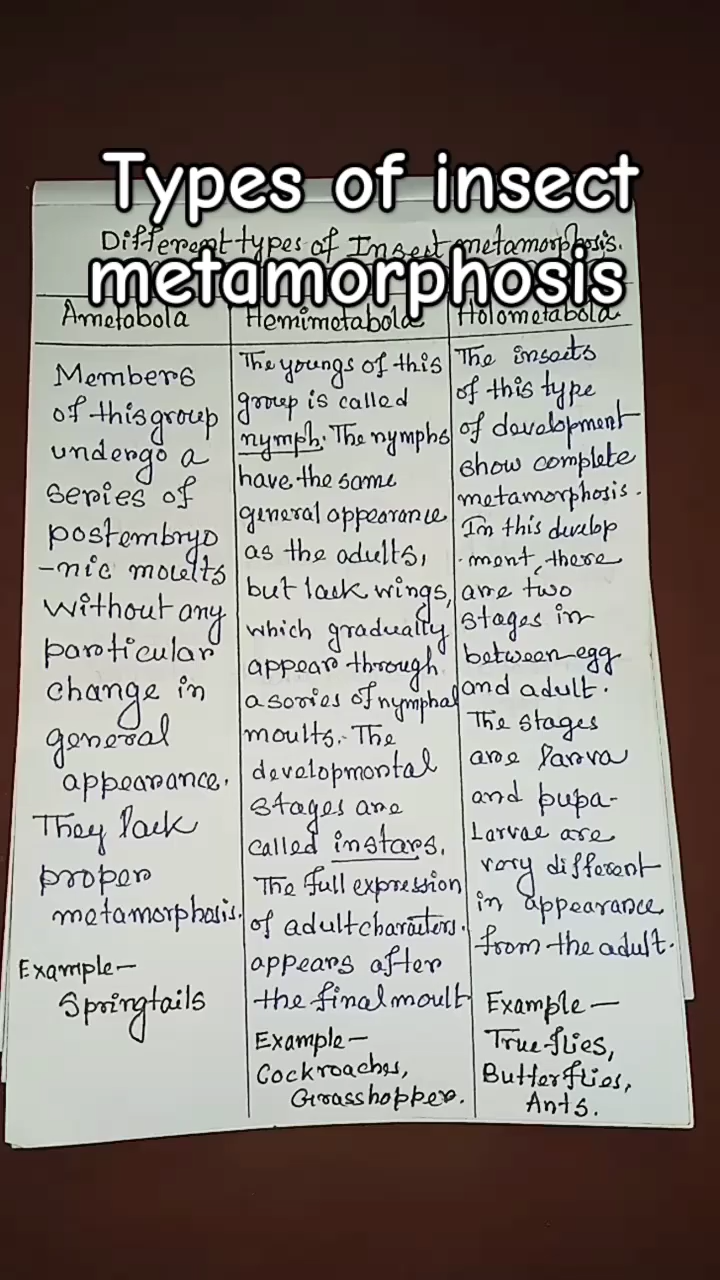 Types of insect
metamorphosis
Different types of Insect metamorphosis.
Ametabola
Members
of this group
undergo a
series of
postembryo
-nic moults
without any
particular
change in
general
appearance.
They lack
proper
metamorphosis.
Example-
Springtails
Hemimetabola
The youngs of this
group is called
nymph. The nymphs
have the same
general appearance
as the adults,
but lack wings,
which gradually
appear through
a series of nymphal
moults. The
developmental
stages are
called instars.
The full expression
of adult characters.
appears after
the final moult
Example-
Cockroaches,
Grasshopper.
Holometabola
The insects
of this type
of development
show complete
metamorphosis.
In this develop
-ment, there
are two
stages in
between egg
and adult.
The stages
are larva
and pupa-
Larvae are
very different
in appearance
from the adult.
Example-
True flies,
Butterflies,
Ants.